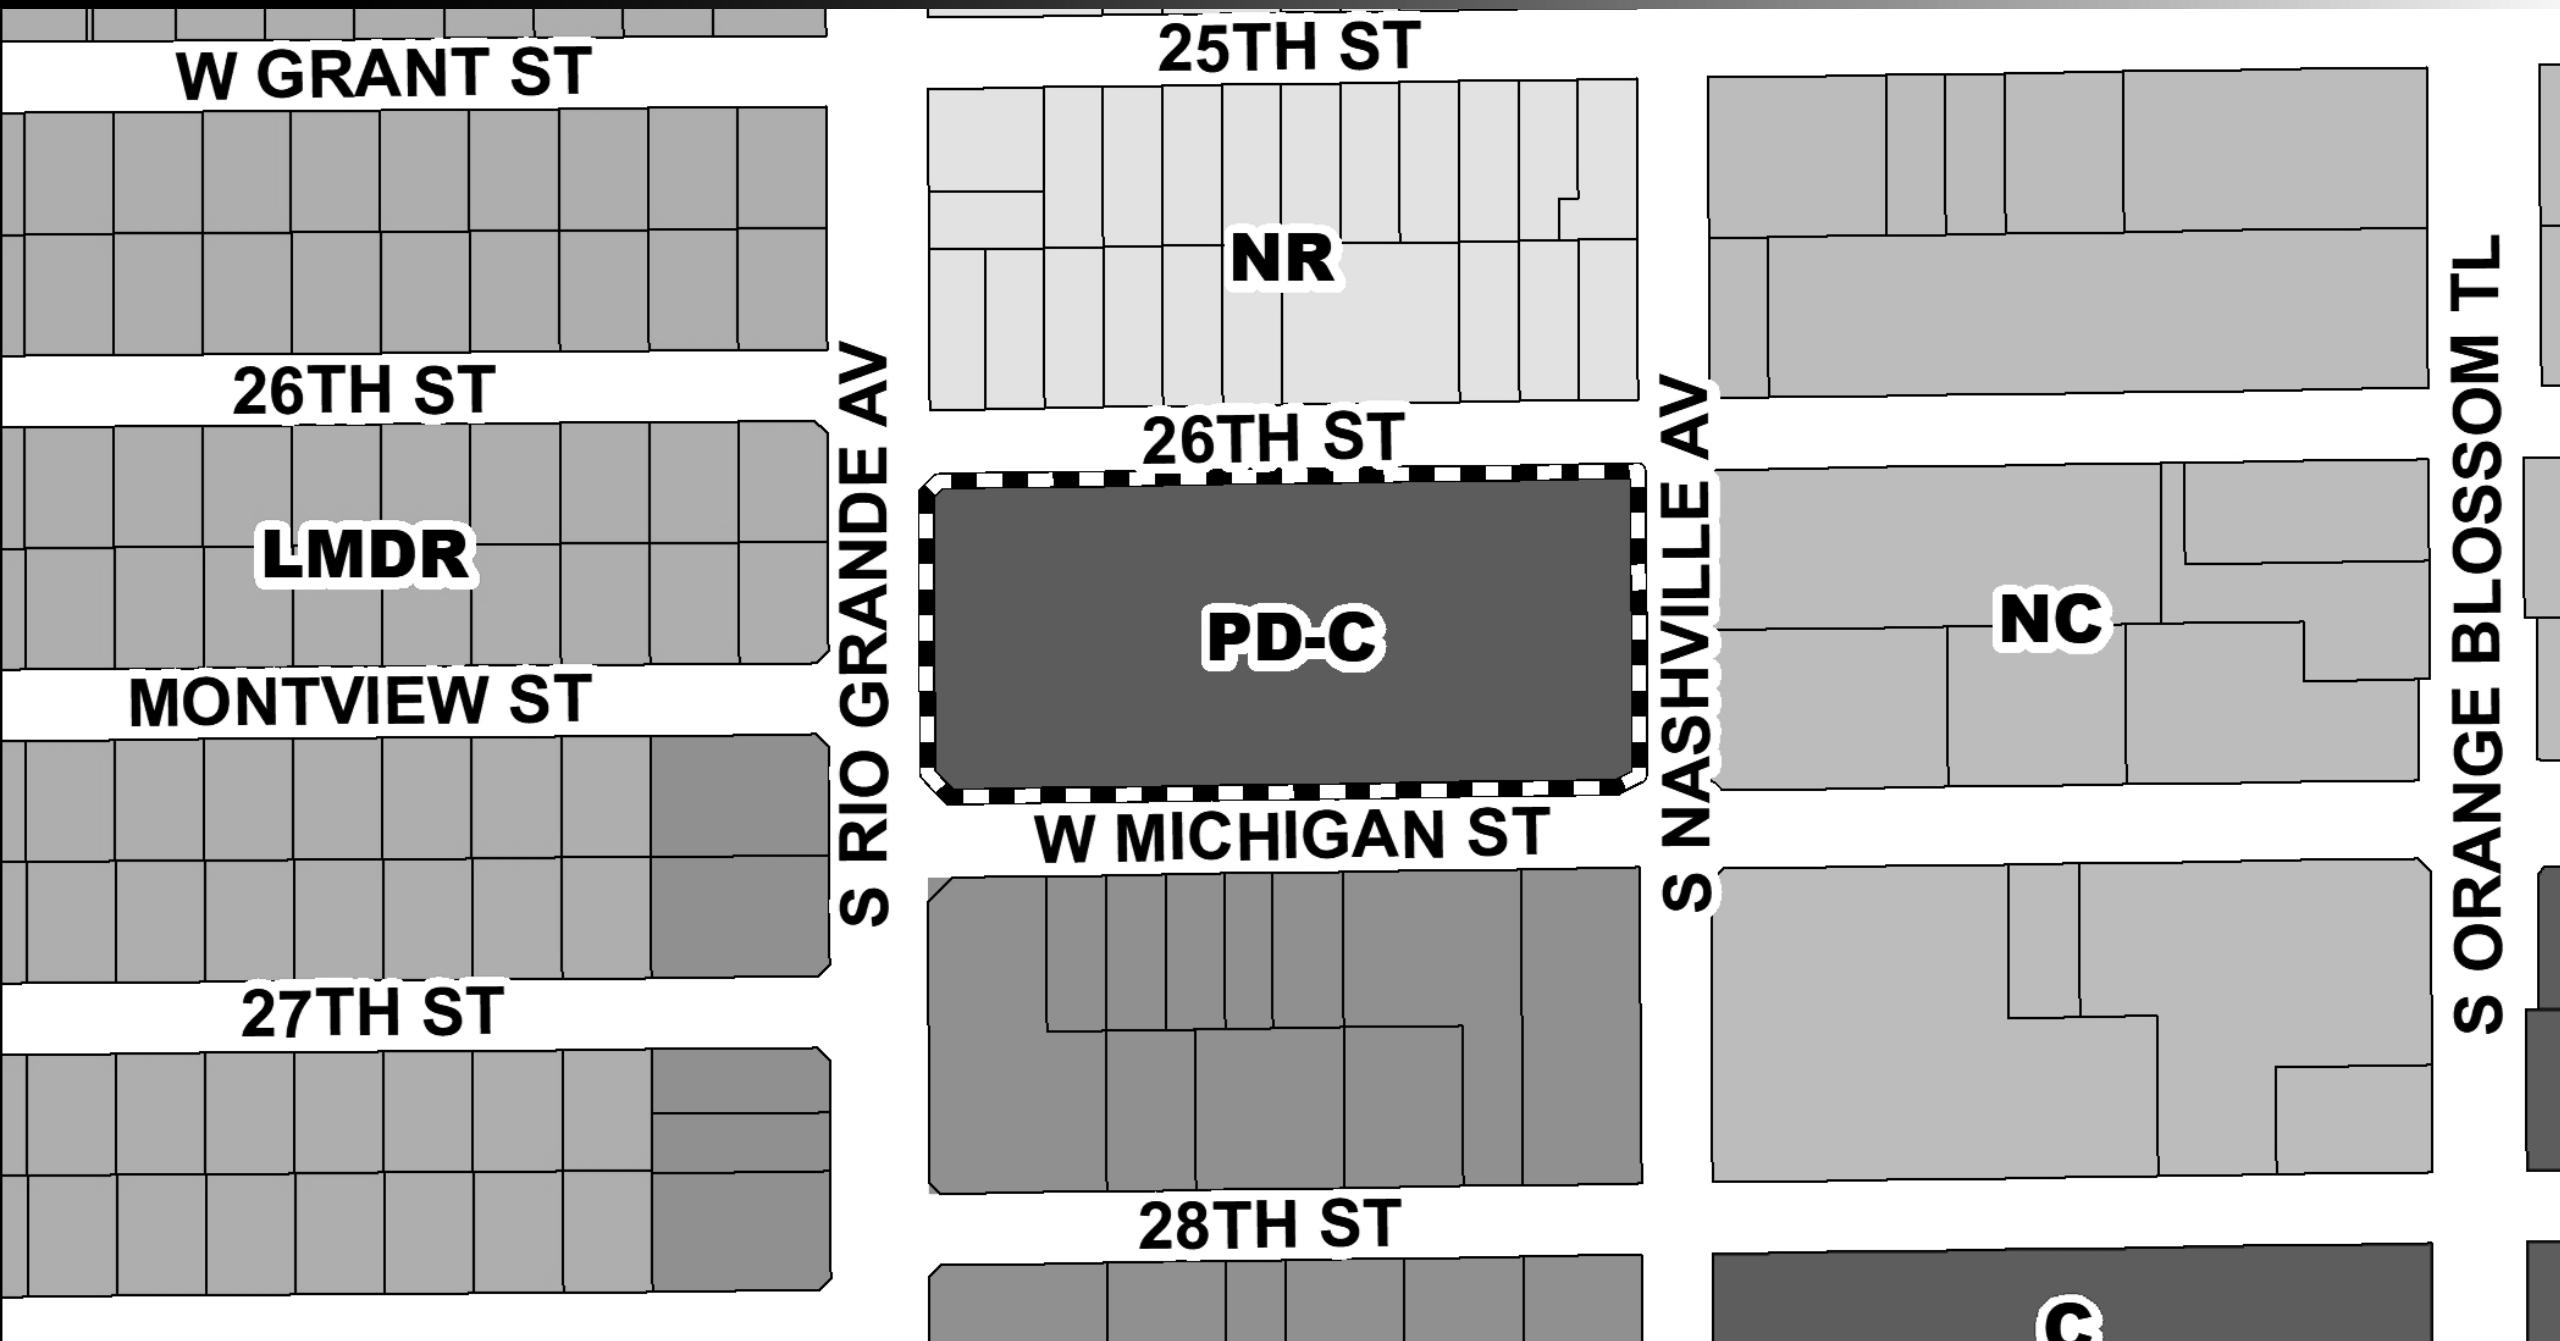 25TH ST
W GRANT ST
NR
26TH ST
26TH ST
LMDR
S RIO GRANDE AV
PD-C
S NASHVILLE AV
NC
S ORANGE BLOSSOM TL
MONTVIEW ST
W MICHIGAN ST
27TH ST
28TH ST
C